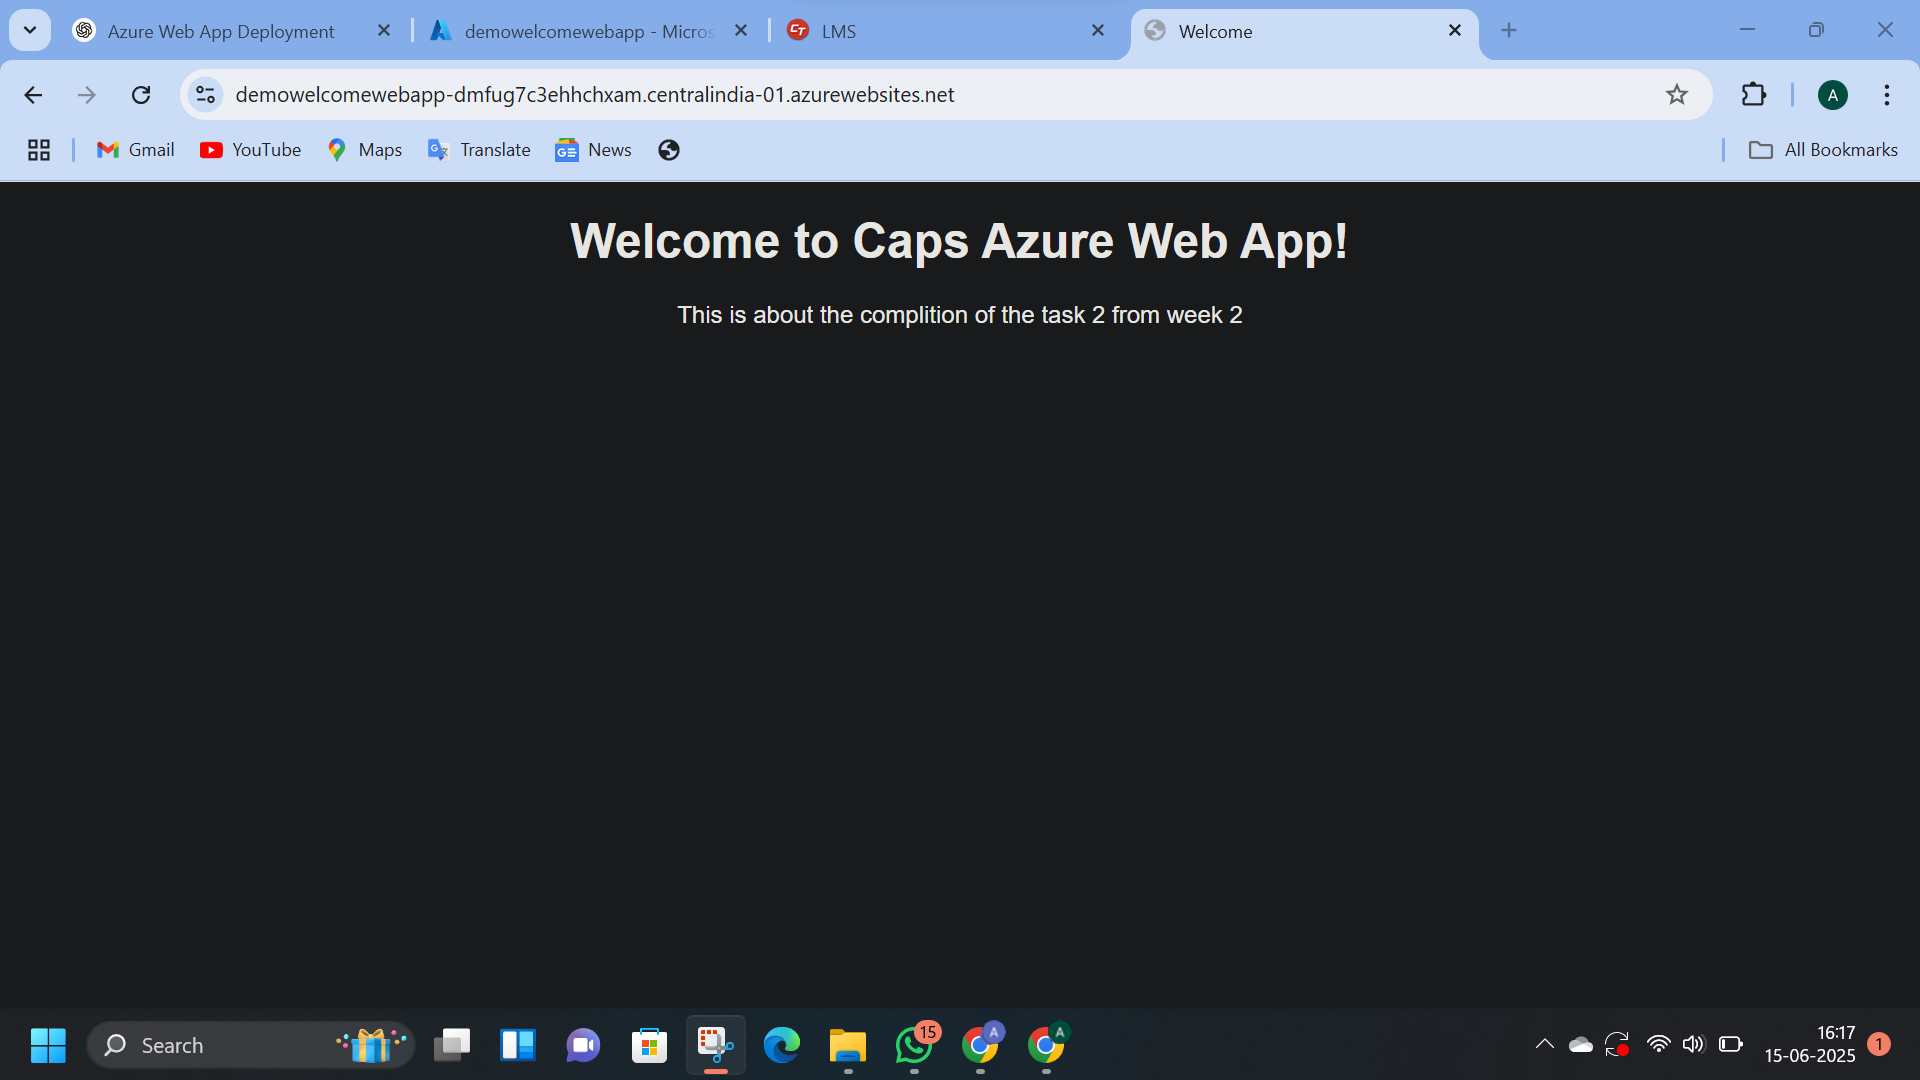 Azure Web App Deployment
demowelcomewebapp - Micros
LMS
Welcome
demowelcomewebapp-dmfug7c3ehhchxam.centralindia-01.azurewebsites.net
A
Gmail
YouTube
Maps
Translate
News
All Bookmarks
Welcome to Caps Azure Web App!
This is about the complition of the task 2 from week 2
Search
15
A
A
16:17
15-06-2025
1